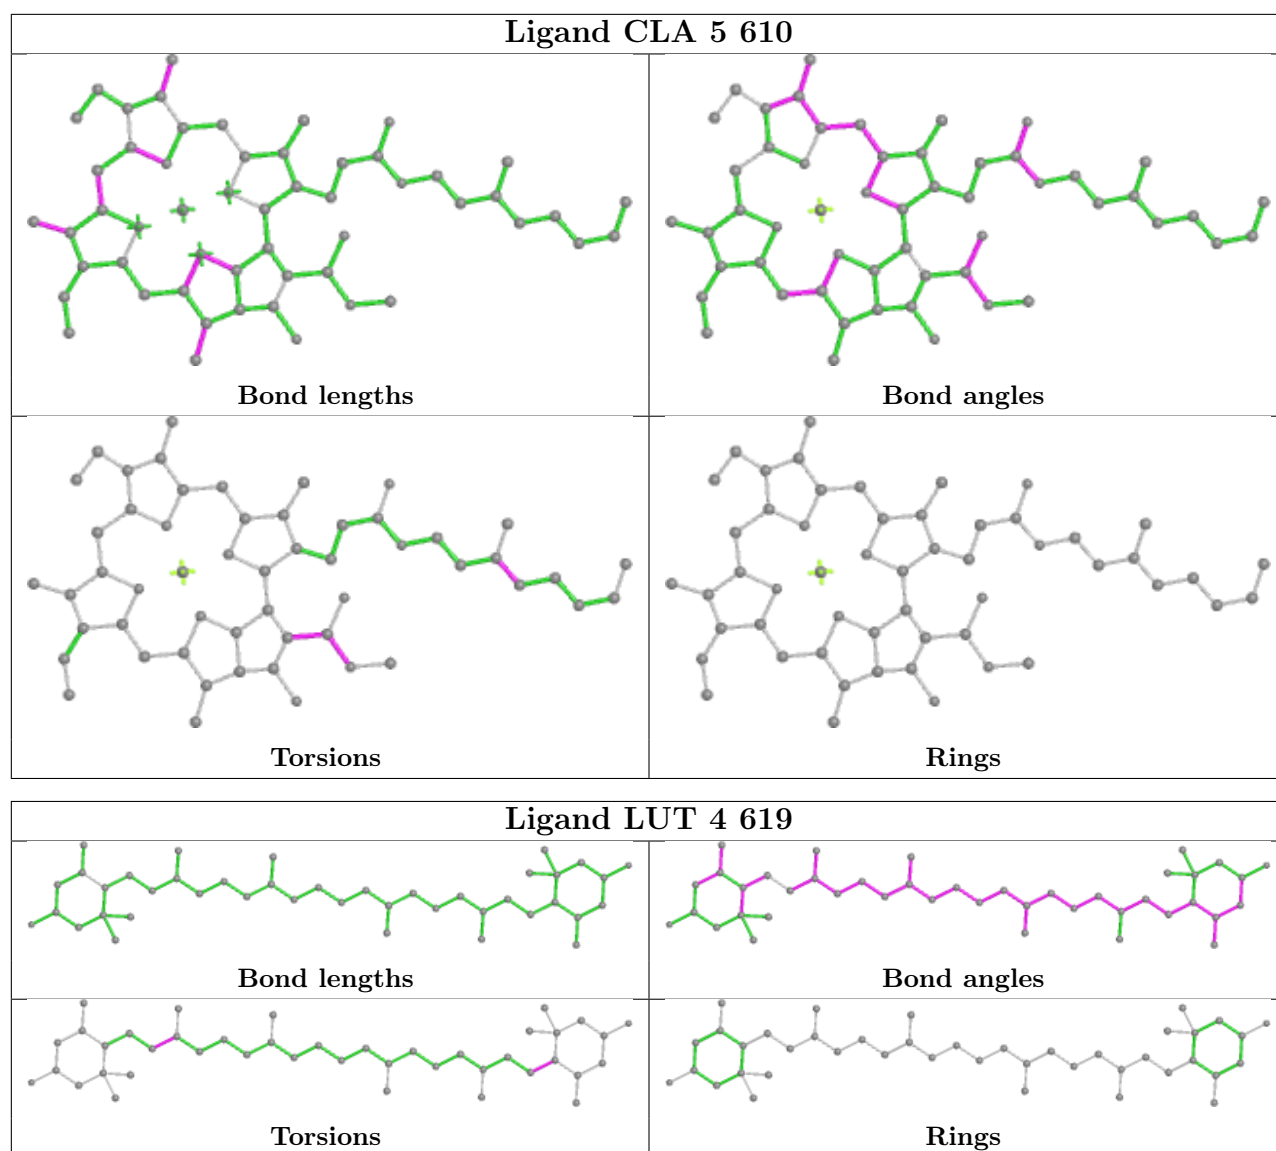 Ligand CLA 5 610
Bond lengths
Bond angles
Torsions
Rings
Ligand LUT 4 619
Bond lengths
Bond angles
Torsions
Rings